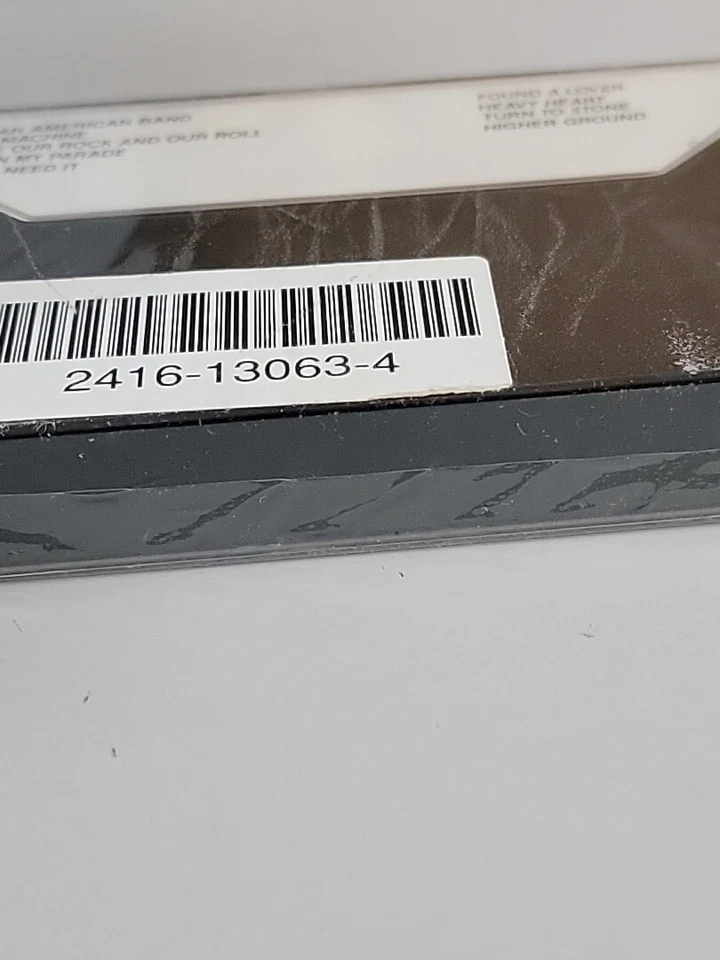 AN AMERICAN BAND
MACHINE
OUR ROCK AND OUR ROLL
MY PARADE
NEED IT
FOUND A LOVER
HEAVY HEART
TURN TO STONE
HIGHER GROUND
2416-13063-4